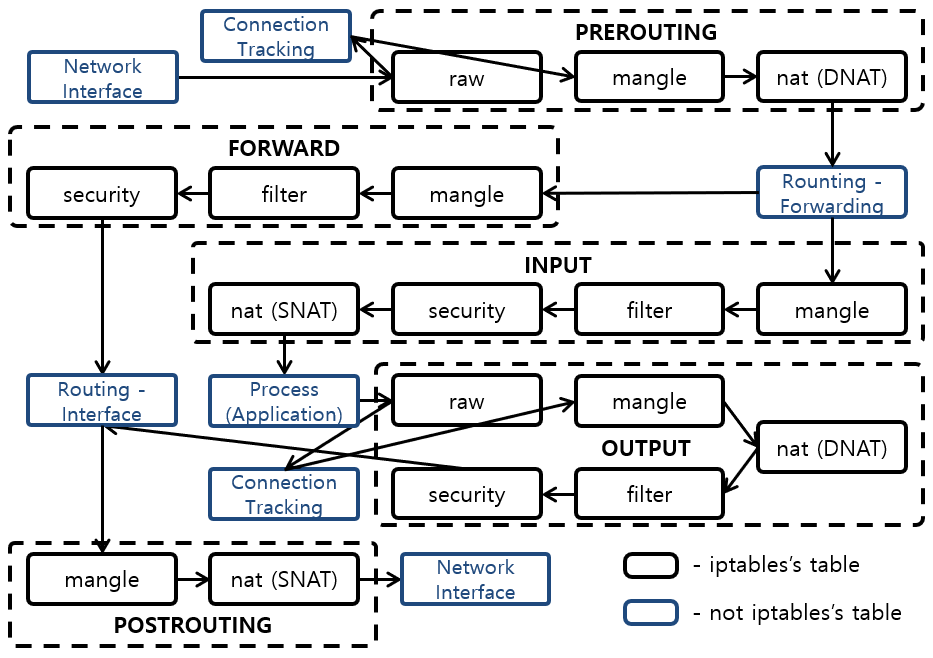 Connection
Tracking
PREROUTING
Network
Interface
raw
mangle
nat (DNAT)
FORWARD
security
filter
mangle
Rounting -
Forwarding
INPUT
nat (SNAT)
security
filter
mangle
Routing -
Interface
Process
(Application)
raw
mangle
nat (DNAT)
OUTPUT
Connection
Tracking
security
filter
mangle
nat (SNAT)
Network
Interface
POSTROUTING
- iptables's table
- not iptables's table